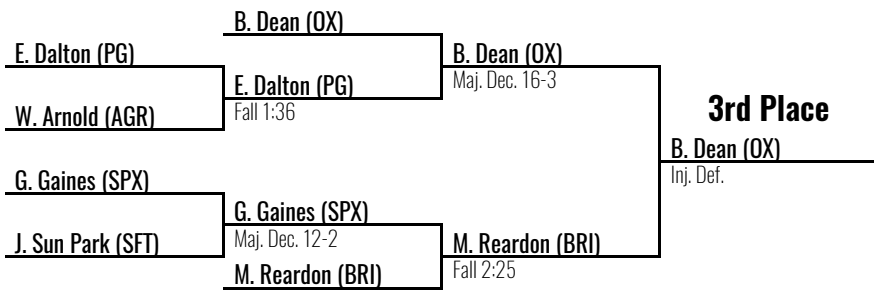 B. Dean (OX)
E. Dalton (PG)
B. Dean (OX)
Maj. Dec. 16-3
E. Dalton (PG)
Fall 1:36
W. Arnold (AGR)
3rd Place
B. Dean (OX)
Inj. Def.
G. Gaines (SPX)
G. Gaines (SPX)
Maj. Dec. 12-2
J. Sun Park (SFT)
M. Reardon (BRI)
Fall 2:25
M. Reardon (BRI)